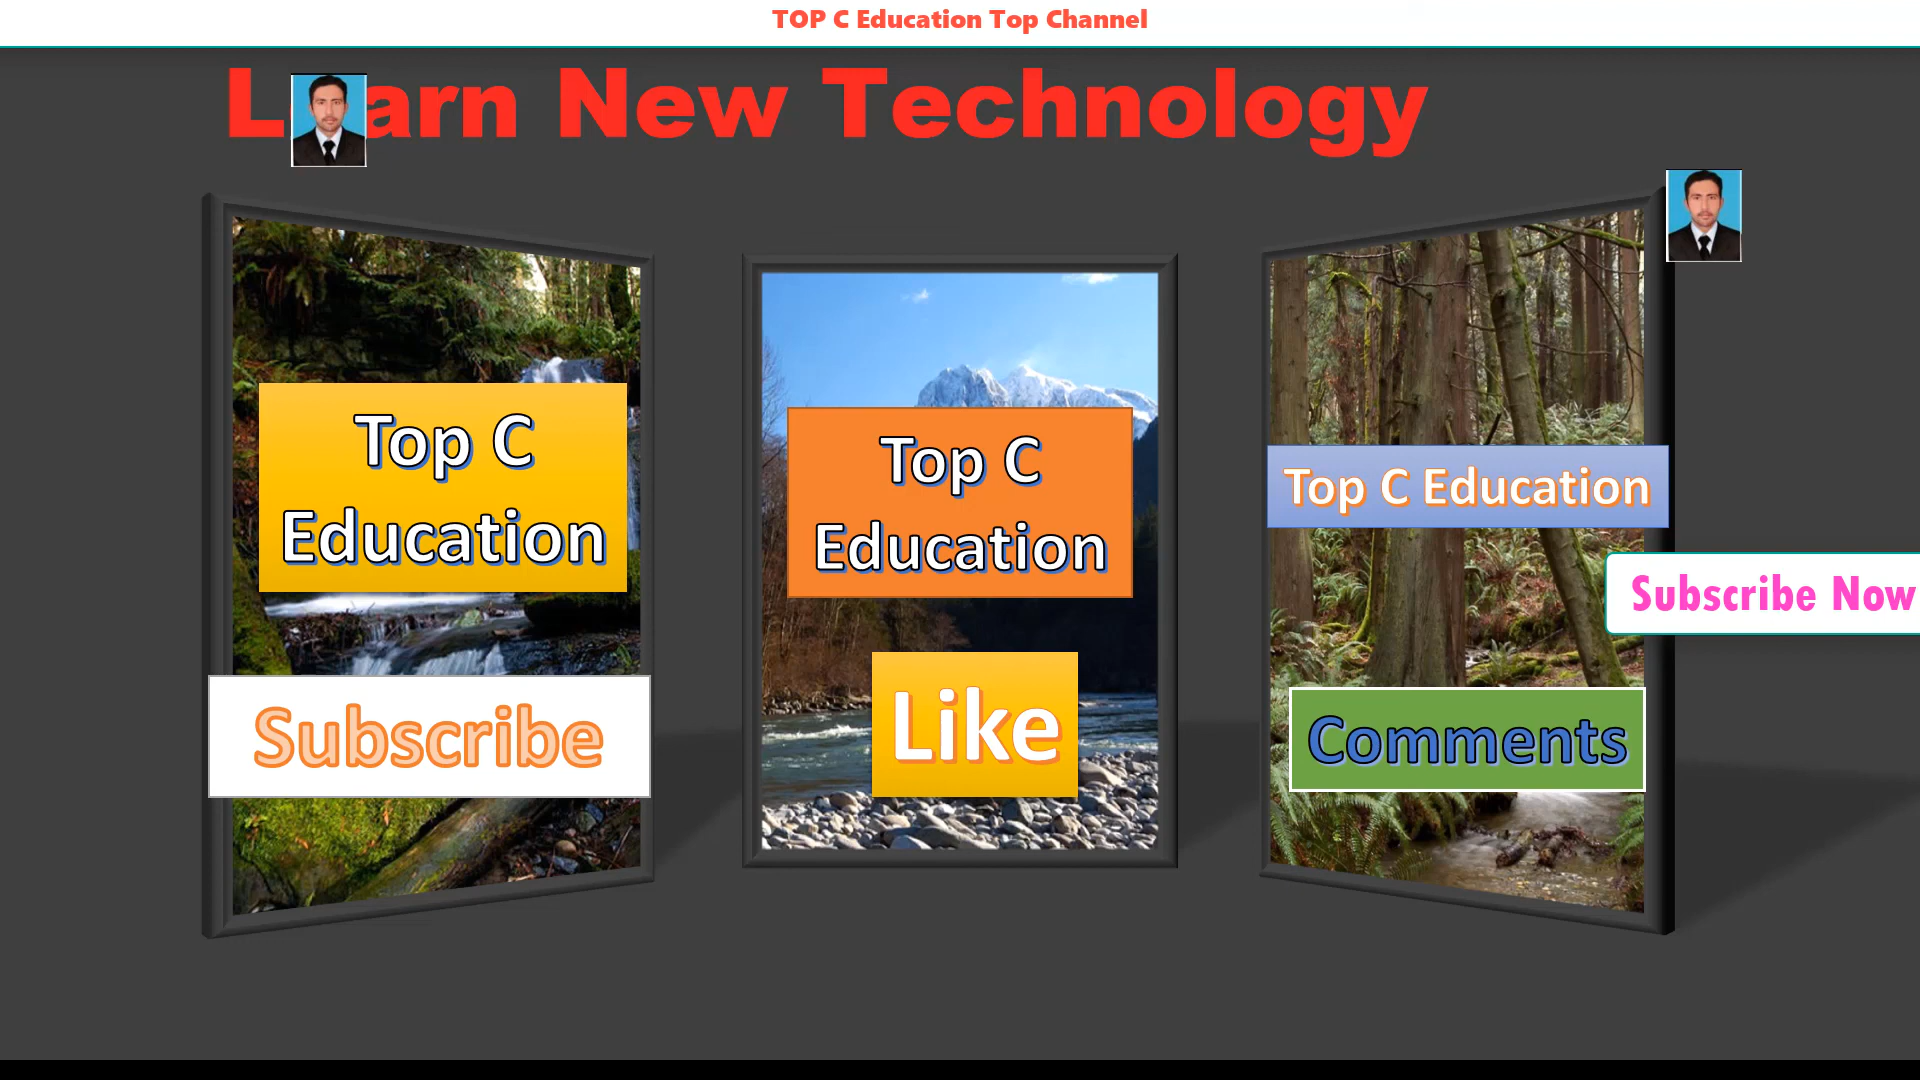 TOP C Education Top Channel
Learn New Technology
Top C
Education
Subscribe
Top C
Education
Like
Top C Education
Comments
Subscribe Now